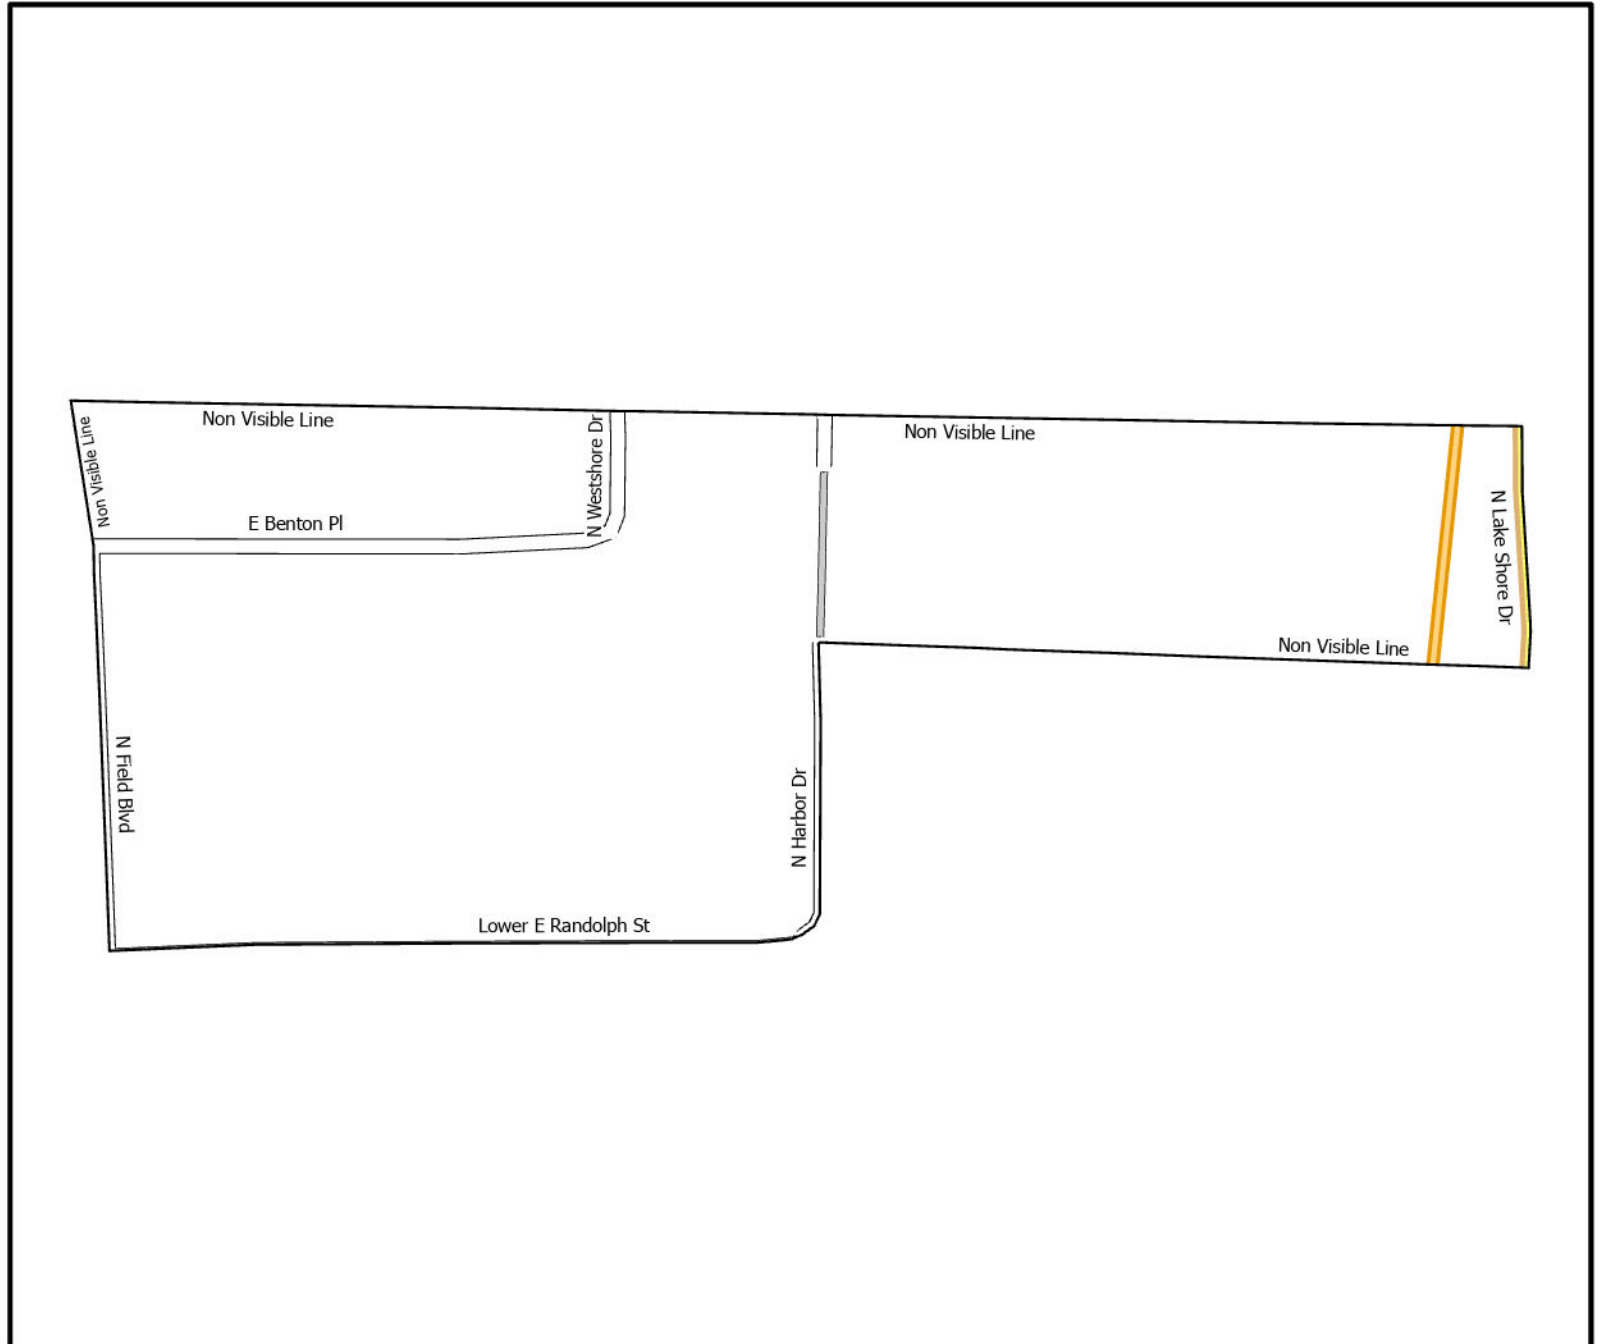 Non Visible Line
Non Visible Line
N Westshore Dr
Non Visible Line
E Benton Pl
N Lake Shore Dr
Non Visible Line
N Field Blvd
N Harbor Dr
Lower E Randolph St